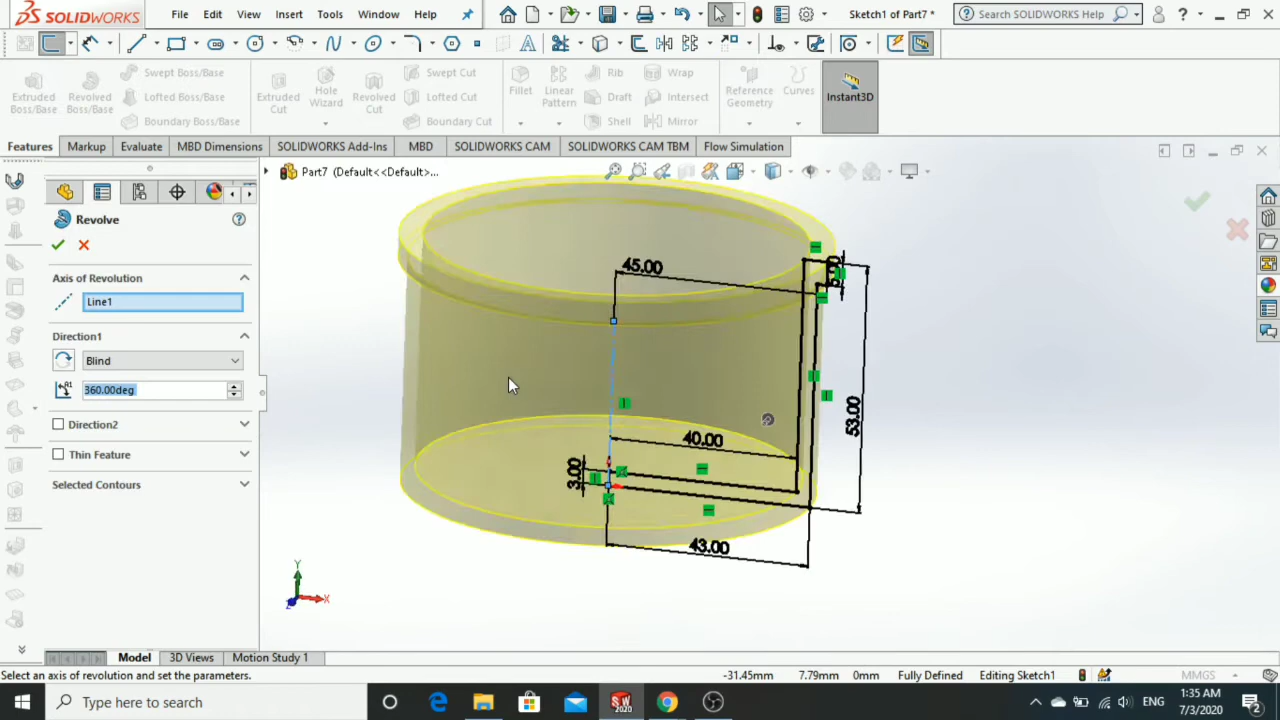 SOLIDWORKS File Edit View Insert Tools Window Help Sketch1 of Part7 * Search SOLIDWORKS Help ?
Extruded Boss/Base
Revolved Boss/Base
Swept Boss/Base
Lofted Boss/Base
Boundary Boss/Base
Extruded Cut
Hole Wizard
Revolved Cut
Swept Cut
Lofted Cut
Boundary Cut
Fillet
Linear Pattern
Rib
Draft
Shell
Wrap
Intersect
Mirror
Reference Geometry
Curves
Instant3D
Features Markup Evaluate MBD Dimensions SOLIDWORKS Add-Ins MBD SOLIDWORKS CAM SOLIDWORKS CAM TBM Flow Simulation
Part7 (Default<<Default>...
Revolve
Axis of Revolution
Line1
Direction1
Blind
360.00deg
Direction2
Thin Feature
Selected Contours
45.00
53.00
40.00
3.00
43.00
Y
X
Z
Model 3D Views Motion Study 1
Select an axis of revolution and set the parameters. -31.45mm 7.79mm 0mm Fully Defined Editing Sketch1 MMGS
Type here to search
SW
2020
ENG
1:35 AM
7/3/2020
2